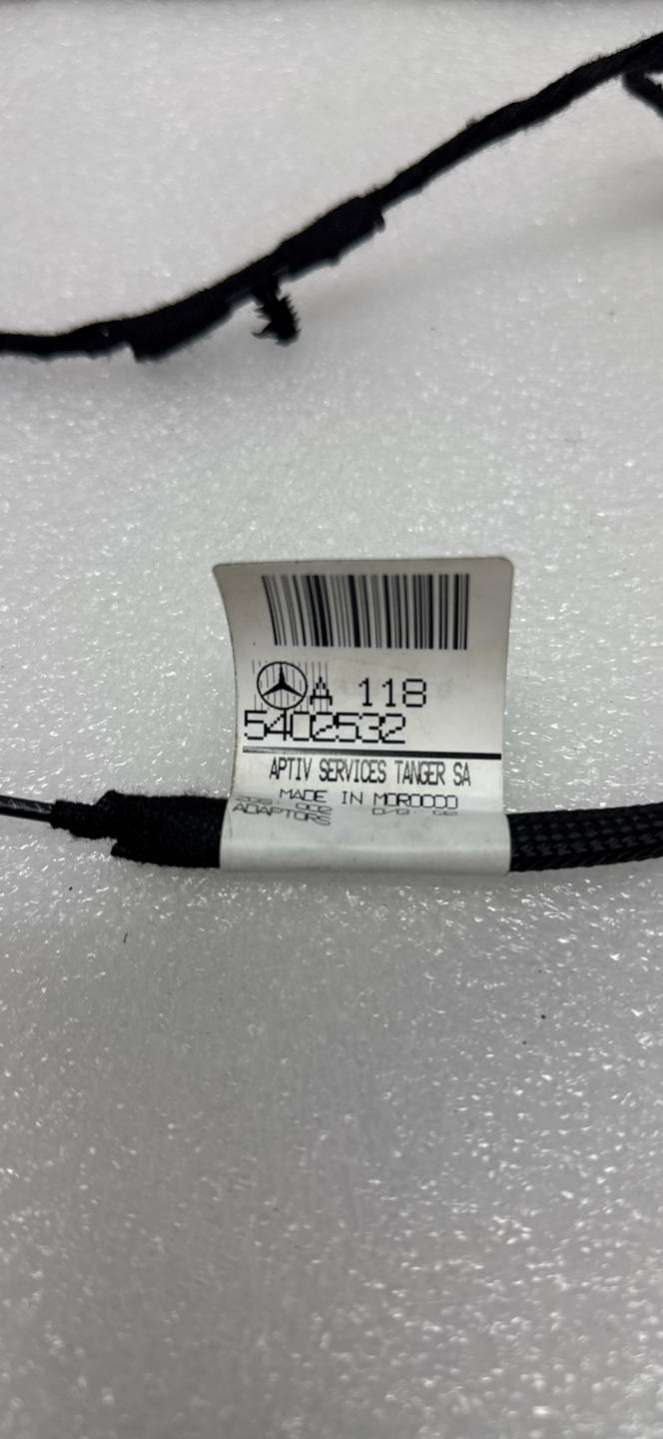 A 118
5402532
APTIV SERVICES TANGER SA
MADE IN MOROCCO
ADAPTORS